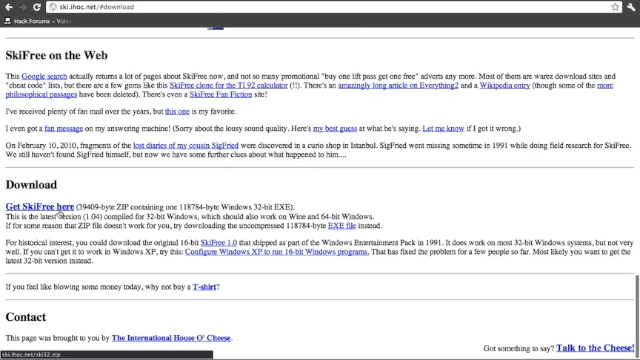 ski.ihoc.net/#download
Hack Forums – Vide
SkiFree on the Web
This Google search actually returns a lot of pages about SkiFree now, and not so many promotional "buy one lift pass get one free" adverts any more. Most of them are warez download sites and
"cheat code" lists, but there are a few gems like this SkiFree clone for the TI 82 calculator (!!). There's an amazingly long article on Everything2 and a Wikipedia entry (though some of the more
philosophical passages have been deleted). There's even a SkiFree Fan Fiction site!
I've received plenty of fan mail over the years, but this one is my favorite.
I even got a fan message on my answering machine! (Sorry about the lousy sound quality. Here's my best guess at what he's saying. Let me know if I got it wrong.)
On February 10, 2010, fragments of the lost diaries of my cousin SigFried were discovered in a curio shop in Istanbul. SigFried went missing sometime in 1991 while doing field research for SkiFree.
We still haven't found SigFried himself, but now we have some further clues about what happened to him....
Download
Get SkiFree here (39409-byte ZIP containing one 118784-byte Windows 32-bit EXE).
This is the latest version (1.04) compiled for 32-bit Windows, which should also work on Wine and 64-bit Windows.
If for some reason that ZIP file doesn't work for you, try downloading the uncompressed 118784-byte EXE file instead.
For historical interest, you could download the original 16-bit SkiFree 1.0 that shipped as part of the Windows Entertainment Pack in 1991. It does work on most 32-bit Windows systems, but not very
well. If you can't get it to work in Windows XP, try this: Configure Windows XP to run 16-bit Windows programs. That has fixed the problem for a few people so far. Most likely you want to get the
latest 32-bit version instead.
If you feel like blowing some money today, why not buy a T-shirt?
Contact
This page was brought to you by The International House O' Cheese.
Got something to say? Talk to the Cheese!
ski.ihoc.net/ski32.zip